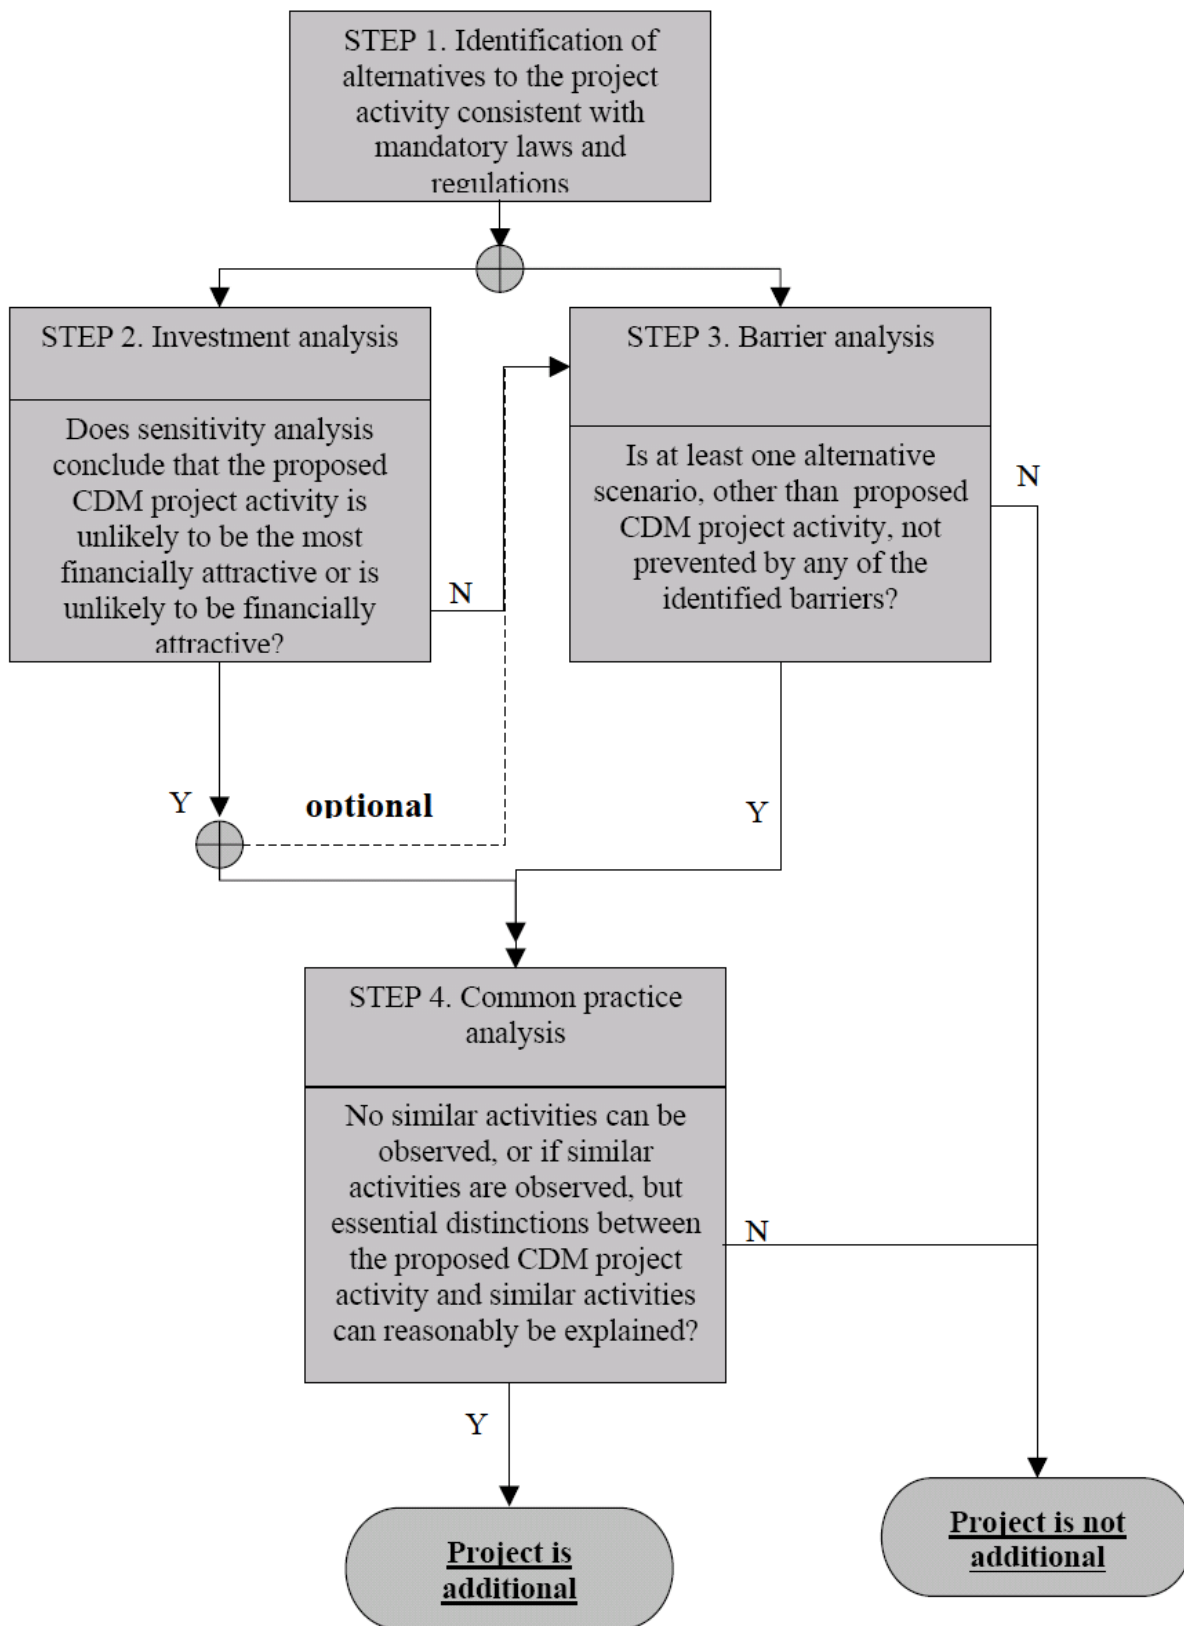 STEP 1. Identification of
alternatives to the project
activity consistent with
mandatory laws and
regulations
STEP 2. Investment analysis
Does sensitivity analysis
conclude that the proposed
CDM project activity is
unlikely to be the most
financially attractive or is
unlikely to be financially
attractive?
N
STEP 3. Barrier analysis
Is at least one alternative
scenario, other than proposed
CDM project activity, not
prevented by any of the
identified barriers?
N
Y
optional
Y
STEP 4. Common practice
analysis
No similar activities can be
observed, or if similar
activities are observed, but
essential distinctions between
the proposed CDM project
activity and similar activities
can reasonably be explained?
N
Y
Project is
additional
Project is not
additional